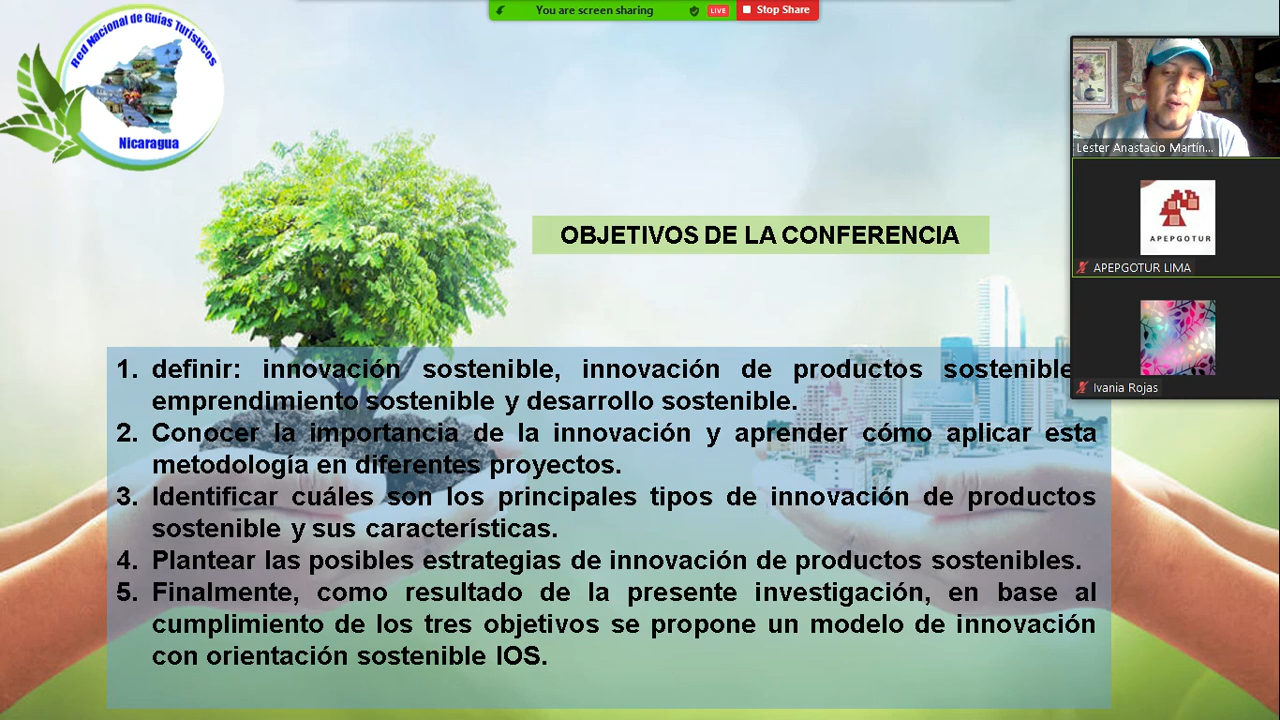 You are screen sharing
LIVE
Stop Share
Red Nacional de Guías Turísticos
Nicaragua
Lester Anastacio Martín...
APEPGOTUR
APEPGOTUR LIMA
Ivania Rojas
OBJETIVOS DE LA CONFERENCIA
1. definir: innovación sostenible, innovación de productos sostenible
emprendimiento sostenible y desarrollo sostenible.
2. Conocer la importancia de la innovación y aprender cómo aplicar esta
metodología en diferentes proyectos.
3. Identificar cuáles son los principales tipos de innovación de productos
sostenible y sus características.
4. Plantear las posibles estrategias de innovación de productos sostenibles.
5. Finalmente, como resultado de la presente investigación, en base al
cumplimiento de los tres objetivos se propone un modelo de innovación
con orientación sostenible IOS.